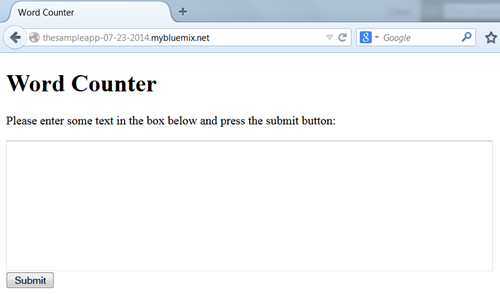 Word Counter
thesampleapp-07-23-2014.mybluemix.net
Google
Word Counter
Please enter some text in the box below and press the submit button:
Submit